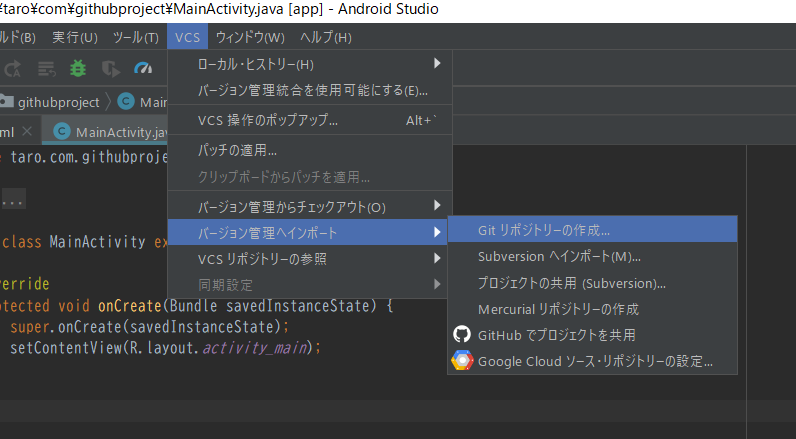 ¥taro¥com¥githubproject¥MainActivity.java [app] - Android Studio
ルド(B) 実行(U) ツール(T) VCS ウィンドウ(W) ヘルプ(H)
githubproject Main
ml MainActivity.jav
ローカル・ヒストリー(H)
バージョン管理統合を使用可能にする(E)...
VCS 操作のポップアップ... Alt+`
パッチの適用...
クリップボードからパッチを適用...
バージョン管理からチェックアウト(O)
バージョン管理へインポート
VCS リポジトリーの参照
同期設定
Git リポジトリーの作成...
Subversion へインポート(M)...
プロジェクトの共用 (Subversion)...
Mercurial リポジトリーの作成
GitHub でプロジェクトを共用
Google Cloud ソース・リポジトリーの設定...
e taro.com.githubproje
...
class MainActivity ex
verride
otected void onCreate(Bundle savedInstanceState) {
super.onCreate(savedInstanceState);
setContentView(R.layout.activity_main);